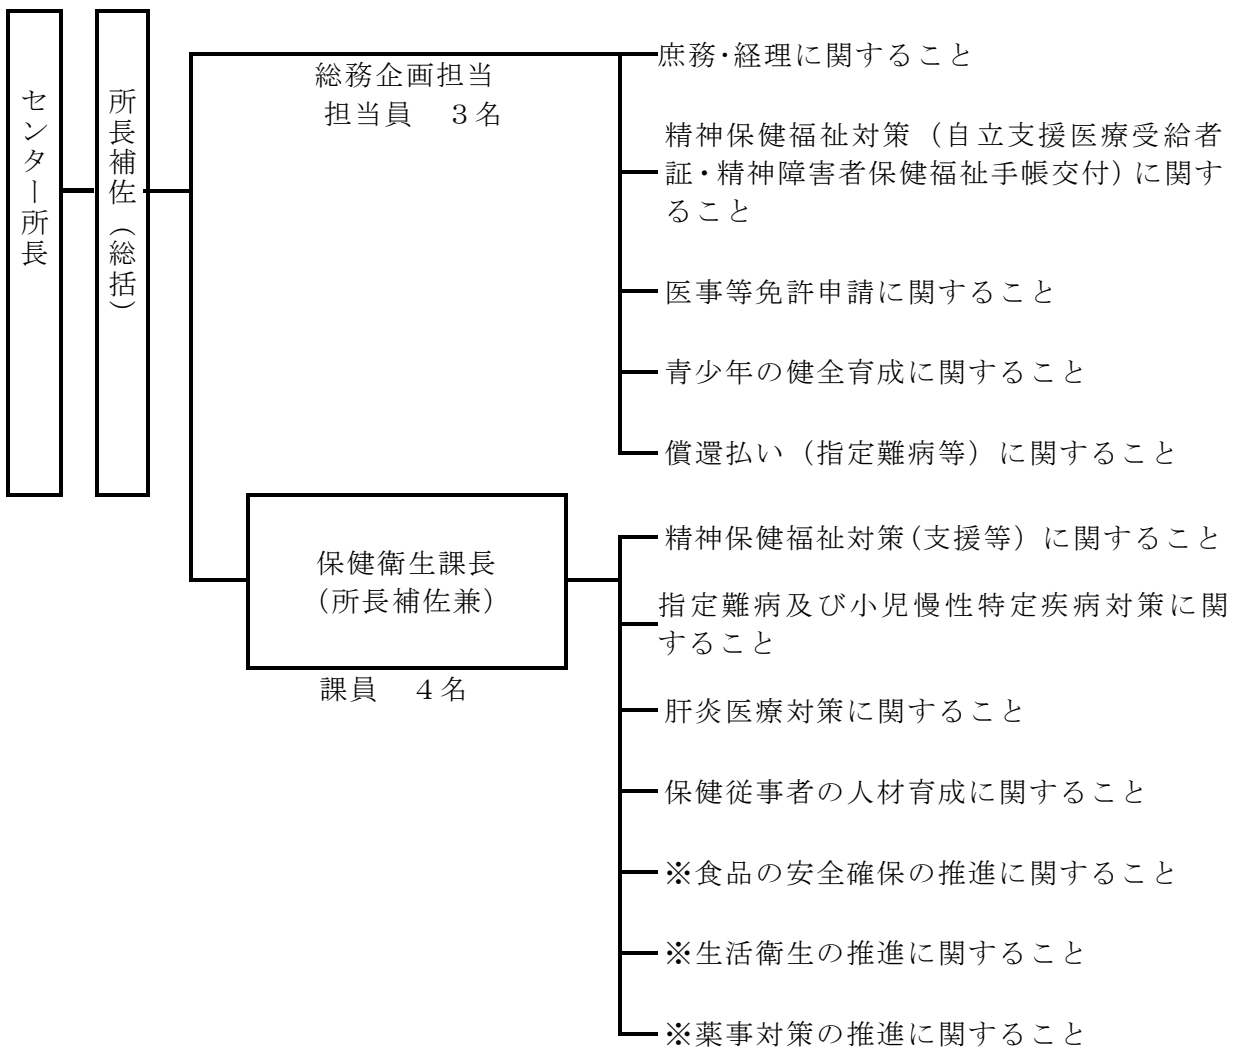 センター所長
所長補佐（総括）
総務企画担当
担当員　３名
庶務・経理に関すること
精神保健福祉対策（自立支援医療受給者
証・精神障害者保健福祉手帳交付）に関す
ること
医事等免許申請に関すること
青少年の健全育成に関すること
償還払い（指定難病等）に関すること
保健衛生課長
（所長補佐兼）
課員　４名
精神保健福祉対策（支援等）に関すること
指定難病及び小児慢性特定疾病対策に関
すること
肝炎医療対策に関すること
保健従事者の人材育成に関すること
※食品の安全確保の推進に関すること
※生活衛生の推進に関すること
※薬事対策の推進に関すること